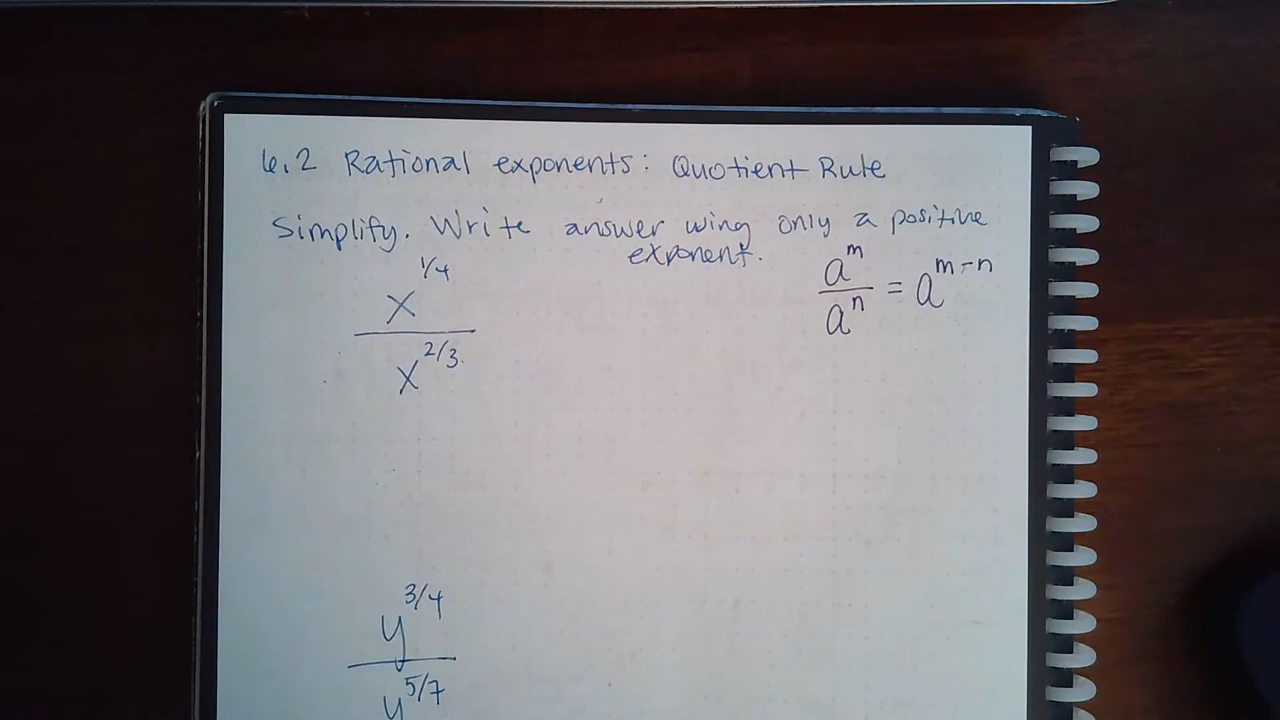 6.2 Rational exponents: Quotient Rule
Simplify. Write answer using only a positive
exponent.
x^{1/4} / x^{2/3}
a^m / a^n = a^{m-n}
y^{3/4} / y^{5/7}